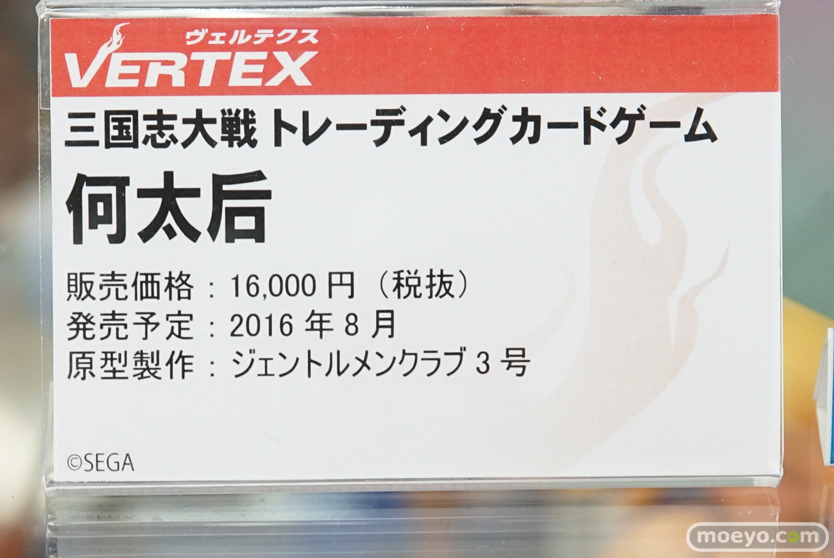 ヴェルテクス
VERTEX
三国志大戦 トレーディングカードゲーム
何太后
販売価格：16,000 円（税抜）
発売予定：2016 年 8 月
原型製作：ジェントルメンクラブ 3 号
©SEGA
moeyo.com